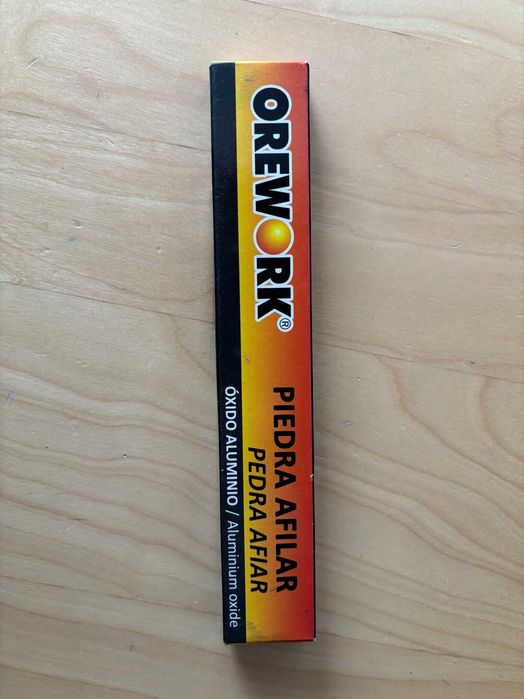 OREWORK®
PIEDRA AFILAR
PEDRA AFIAR
ÓXIDO ALUMINIO / Aluminium oxide